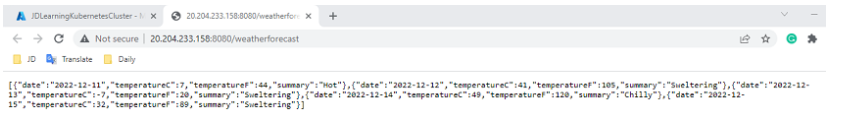 JDLearningKubernetesCluster - M
20.204.233.158:8080/weatherforec
Not secure | 20.204.233.158:8080/weatherforecast
JD Translate Daily
[{"date":"2022-12-11","temperatureC":7,"temperatureF":44,"summary":"Hot"},{"date":"2022-12-12","temperatureC":41,"temperatureF":105,"summary":"Sweltering"},{"date":"2022-12-
13","temperatureC":-7,"temperatureF":20,"summary":"Sweltering"},{"date":"2022-12-14","temperatureC":49,"temperatureF":120,"summary":"Chilly"},{"date":"2022-12-
15","temperatureC":32,"temperatureF":89,"summary":"Sweltering"}]